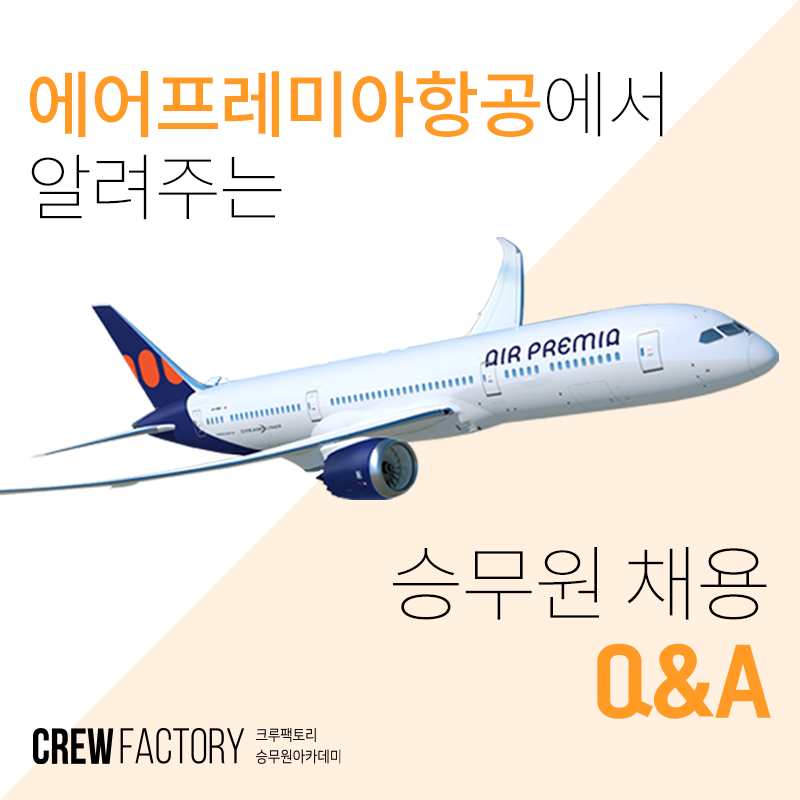 에어프레미아항공에서
알려주는
AIR PREMIA
승무원 채용
Q&A
CREW FACTORY
크루팩토리
승무원아카데미